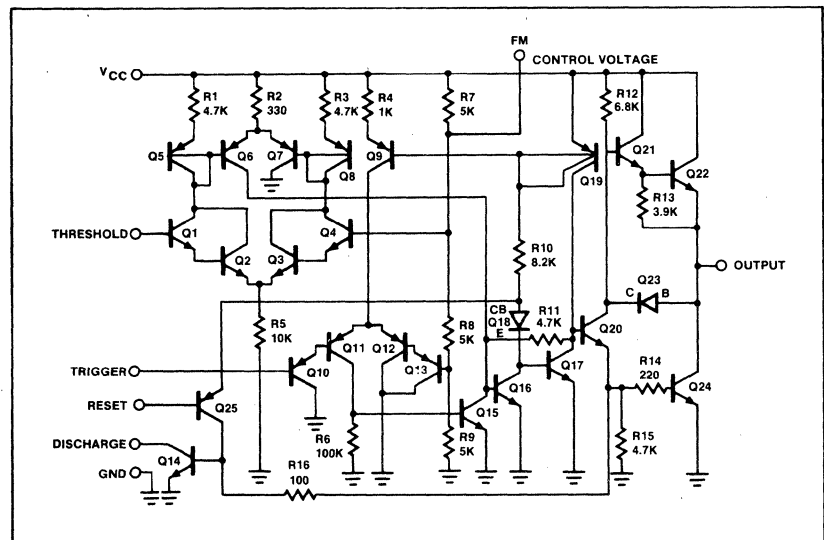 FM
CONTROL VOLTAGE
VCC
R1
4.7K
R2
330
R3
4.7K
R4
1K
R7
5K
R12
6.8K
Q5
Q6
Q7
Q8
Q9
Q19
Q21
Q22
R13
3.9K
THRESHOLD
Q1
Q2
Q3
Q4
R10
8.2K
OUTPUT
Q23
C
B
R5
10K
R8
5K
CB
Q18
E
R11
4.7K
Q20
Q11
Q12
Q13
TRIGGER
Q10
R14
220
Q17
Q16
Q24
RESET
Q25
R6
100K
Q15
R9
5K
R15
4.7K
DISCHARGE
Q14
GND
R16
100